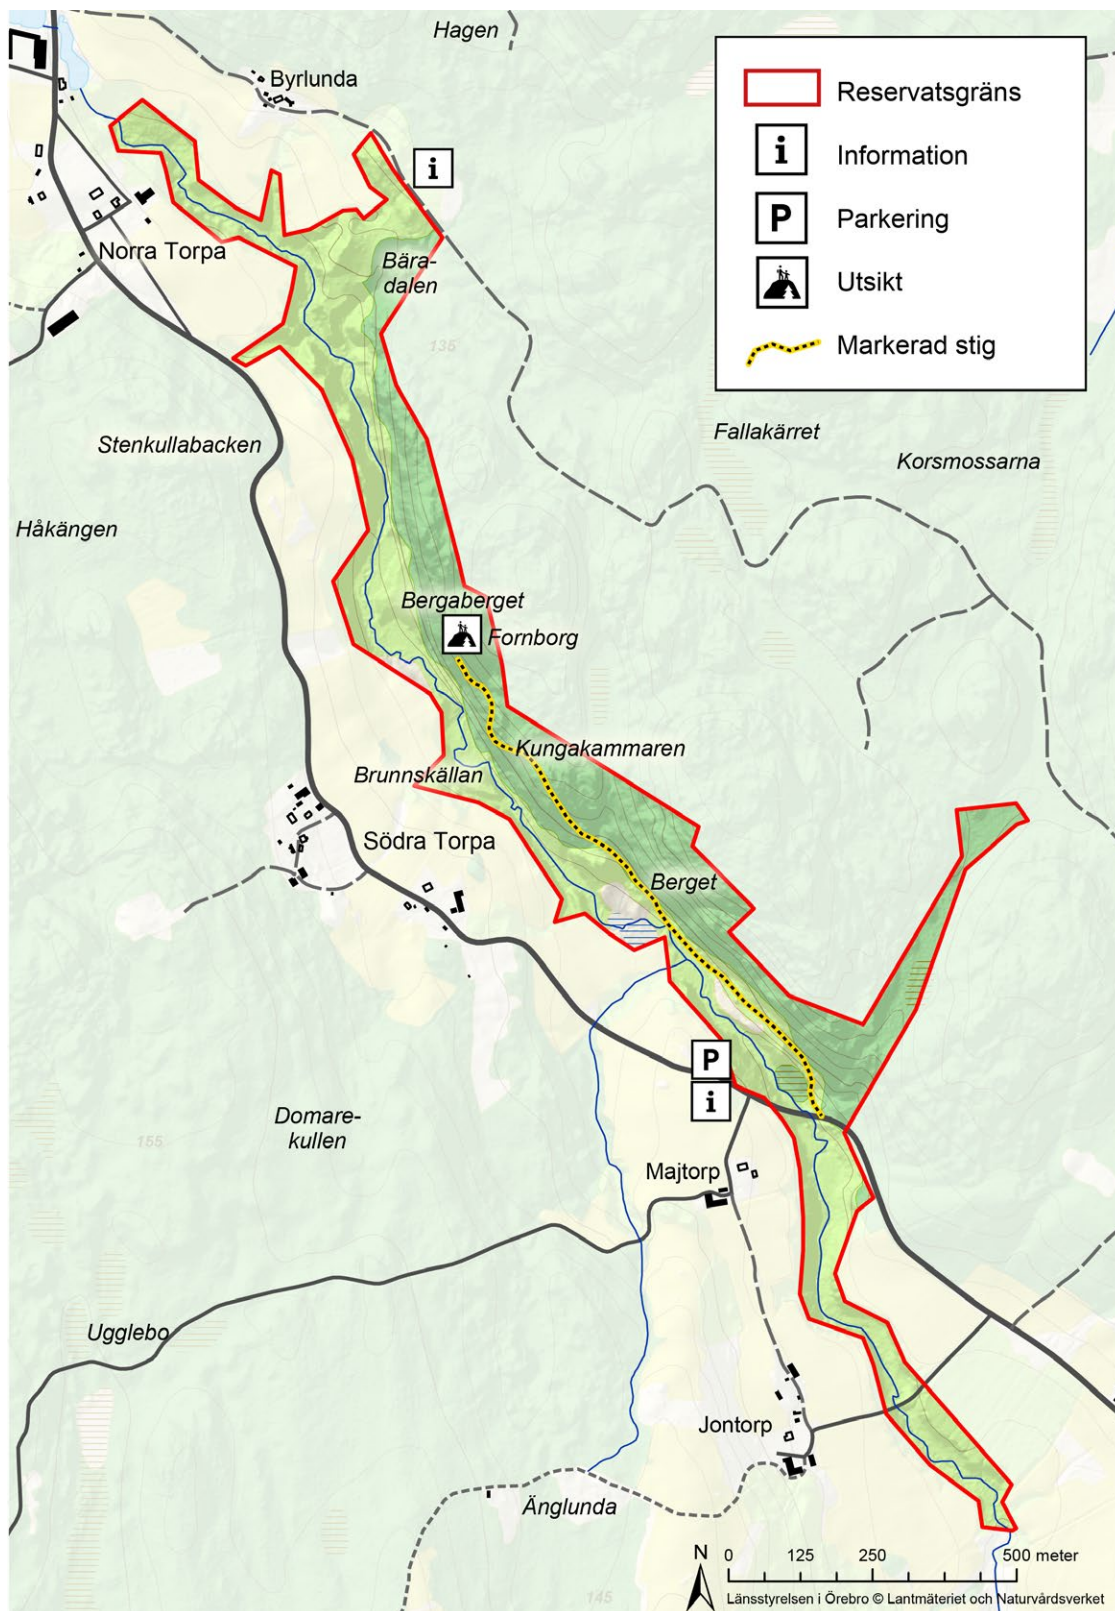 Hagen
Byrlunda
i
Reservatsgräns
i
Information
P
Parkering
Utsikt
Markerad stig
Norra Torpa
Bära-
dalen
135
Stenkullabacken
Fallakärret
Korsmossarna
Håkängen
Bergaberget
Fornborg
Kungakammaren
Brunnskällan
Södra Torpa
Berget
P
i
Domare-
kullen
155
Majtorp
Ugglebo
Jontorp
Änglunda
145
N
0 125 250 500 meter
Länsstyrelsen i Örebro © Lantmäteriet och Naturvårdsverket